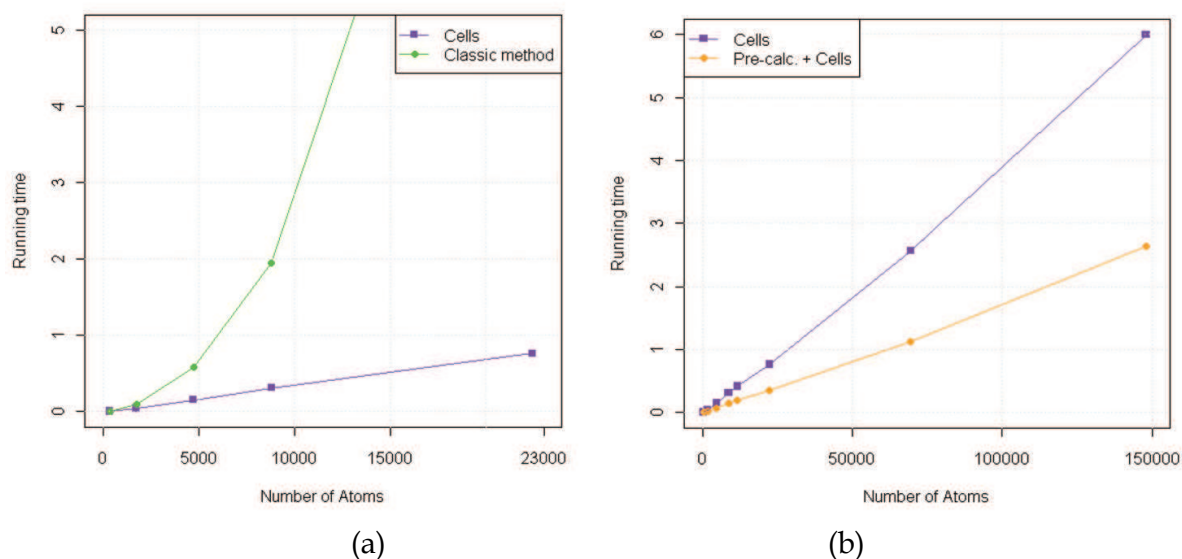 Cells
Classic method
5
4
3
2
1
0
Running time
0 5000 10000 15000 23000
Number of Atoms
(a)
Cells
Pre-calc. + Cells
6
5
4
3
2
1
0
Running time
0 50000 100000 150000
Number of Atoms
(b)